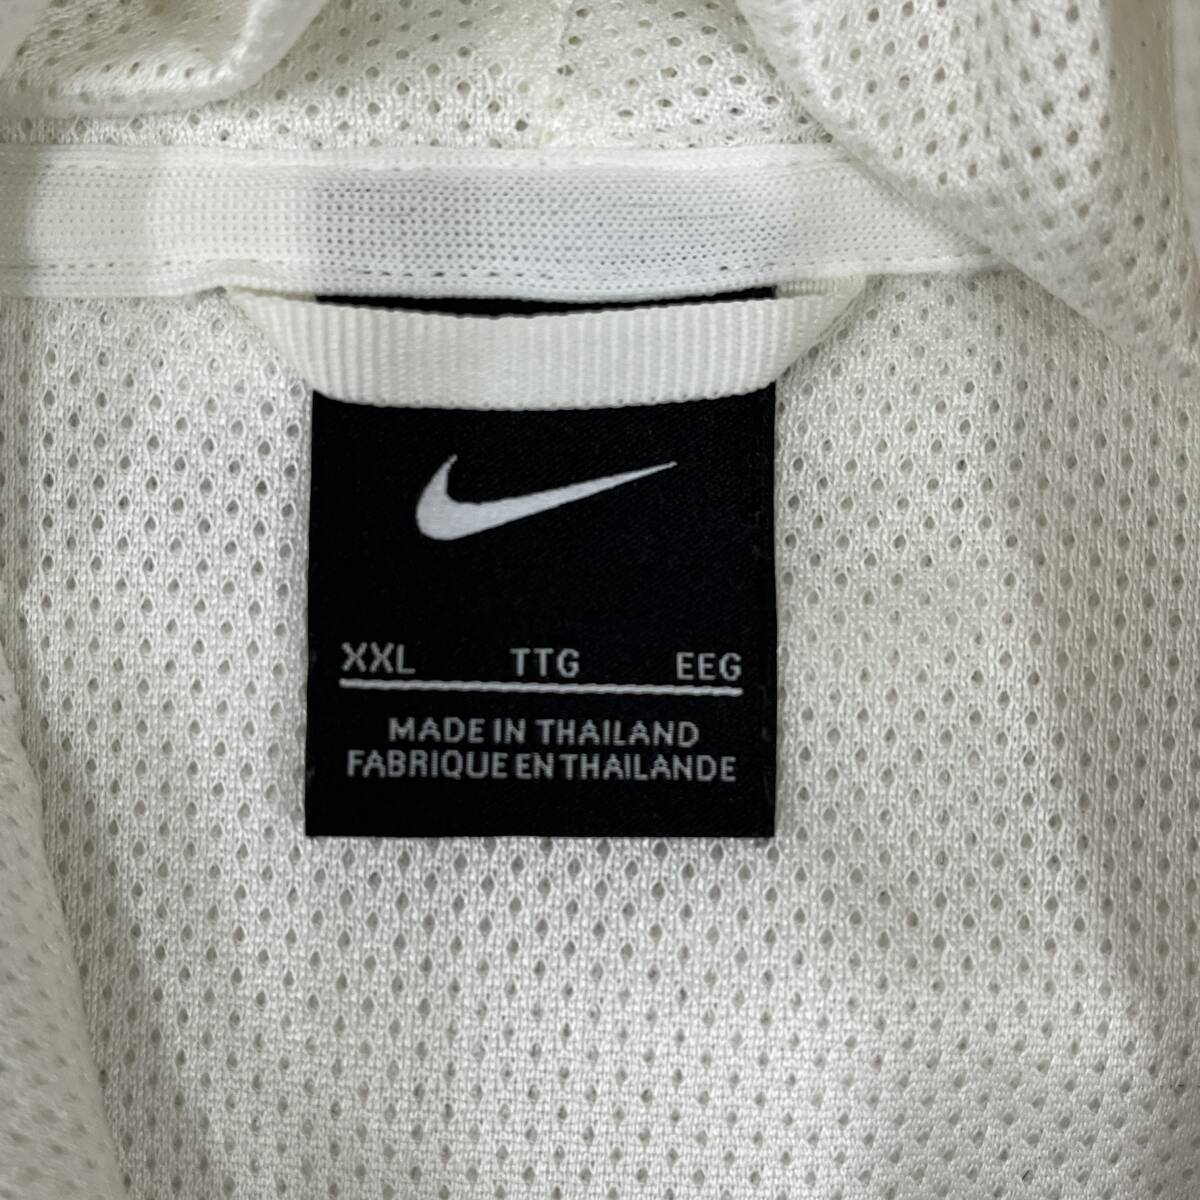 XXL TTG EEG
MADE IN THAILAND
FABRIQUE EN THAILANDE